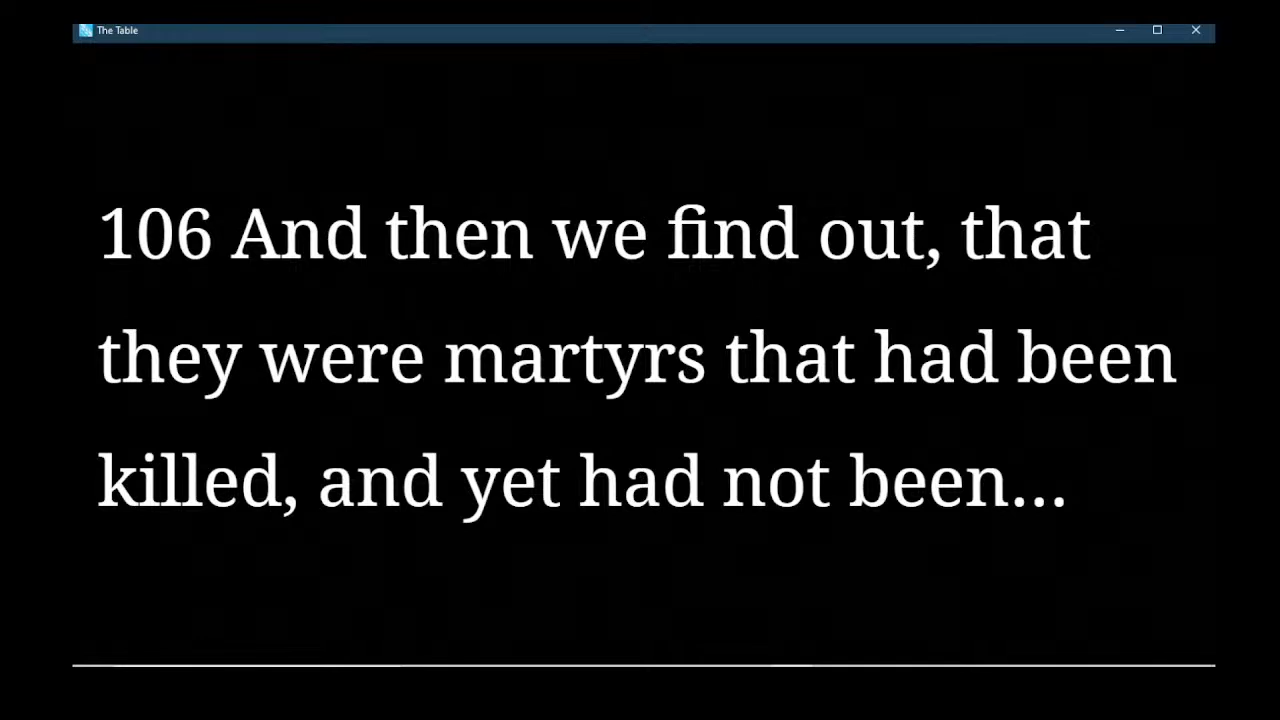 The Table
106 And then we find out, that
they were martyrs that had been
killed, and yet had not been...